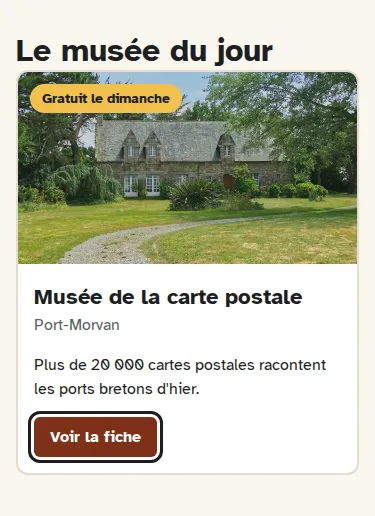 Le musée du jour
Gratuit le dimanche
Musée de la carte postale
Port-Morvan
Plus de 20 000 cartes postales racontent
les ports bretons d'hier.
Voir la fiche